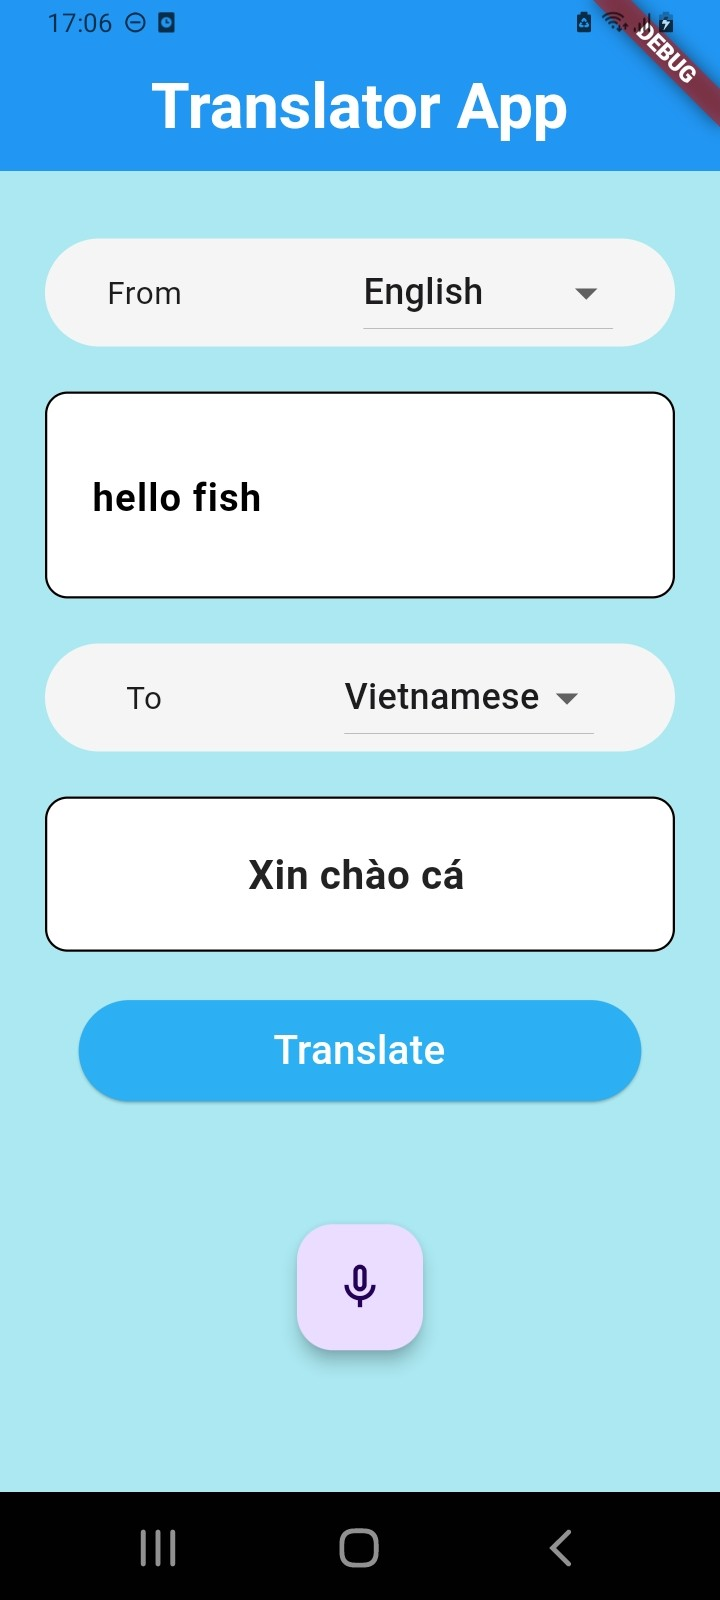 17:06
DEBUG
Translator App
From English
hello fish
To Vietnamese
Xin chào cá
Translate